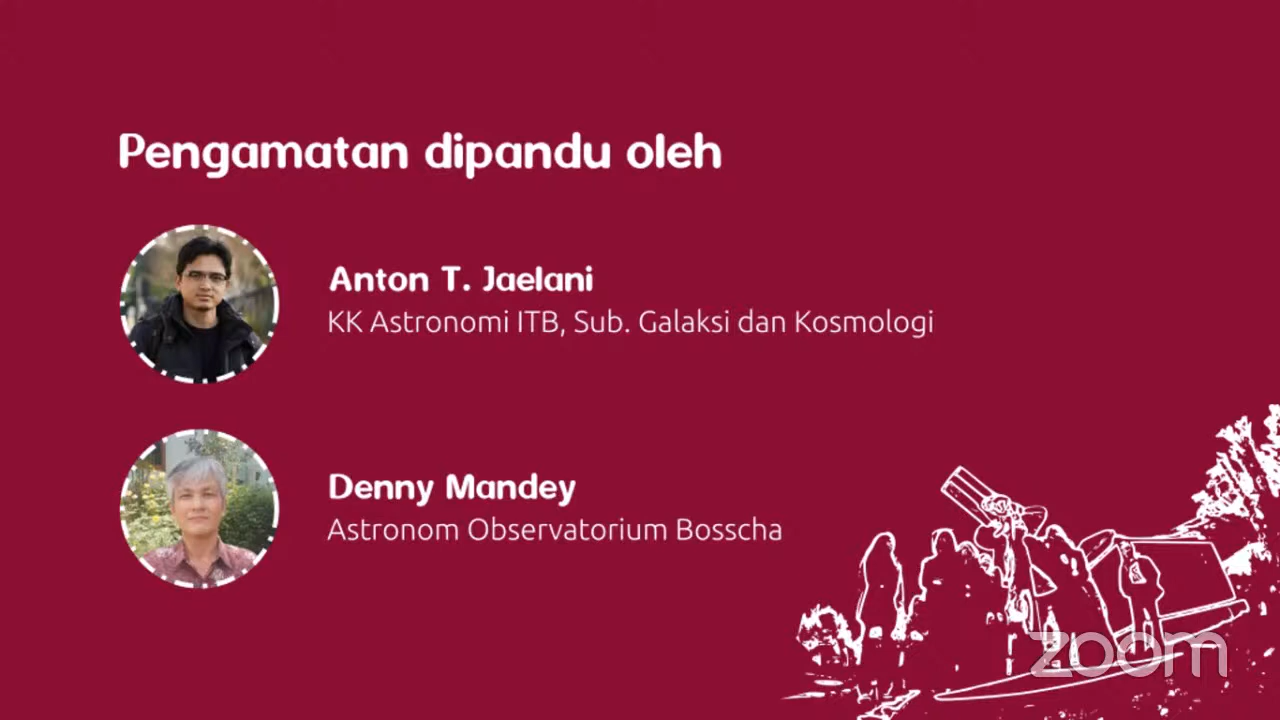 Pengamatan dipandu oleh
Anton T. Jaelani
KK Astronomi ITB, Sub. Galaksi dan Kosmologi
Denny Mandey
Astronom Observatorium Bosscha
zoom